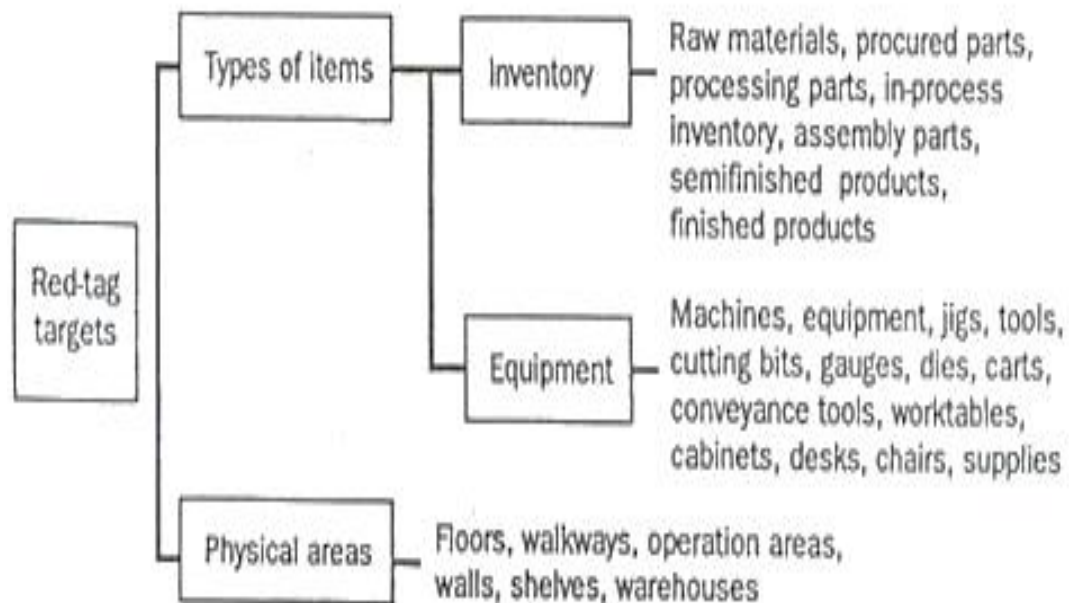 Types of items
Inventory
Raw materials, procured parts,
processing parts, in-process
inventory, assembly parts,
semifinished products,
finished products
Red-tag
targets
Equipment
Machines, equipment, jigs, tools,
cutting bits, gauges, dies, carts,
conveyance tools, worktables,
cabinets, desks, chairs, supplies
Physical areas
Floors, walkways, operation areas,
walls, shelves, warehouses